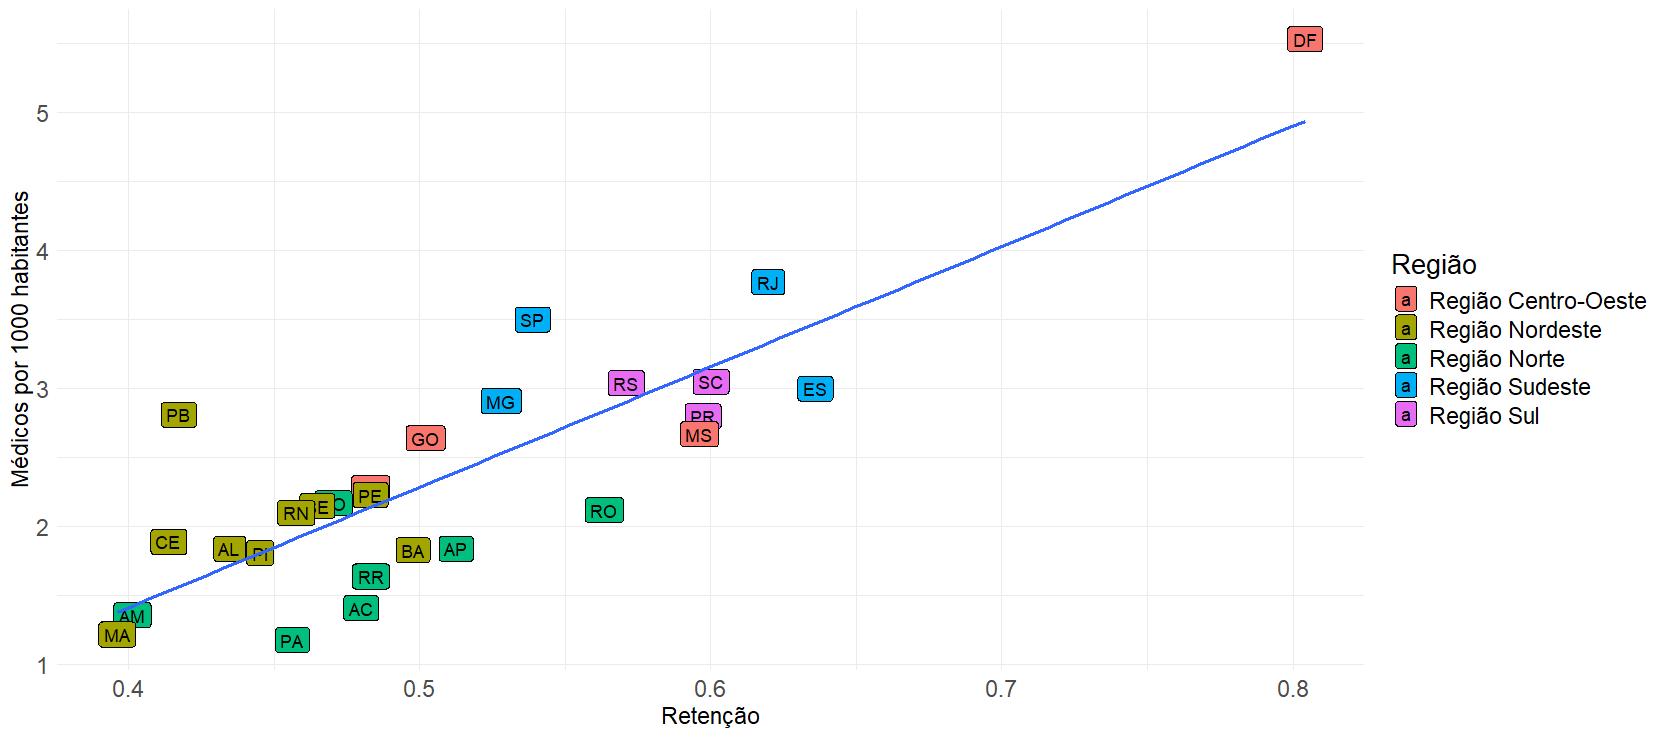 DF
5
4
RJ
SP
RS
SC
ES
3
MG
PB
PR
MS
GO
PE
RN
RO
2
CE
AL
PI
BA
AP
RR
AC
AM
MA
PA
1
0.4
0.5
0.6
0.7
0.8
Retenção
Médicos por 1000 habitantes
Região
a Região Centro-Oeste
a Região Nordeste
a Região Norte
a Região Sudeste
a Região Sul